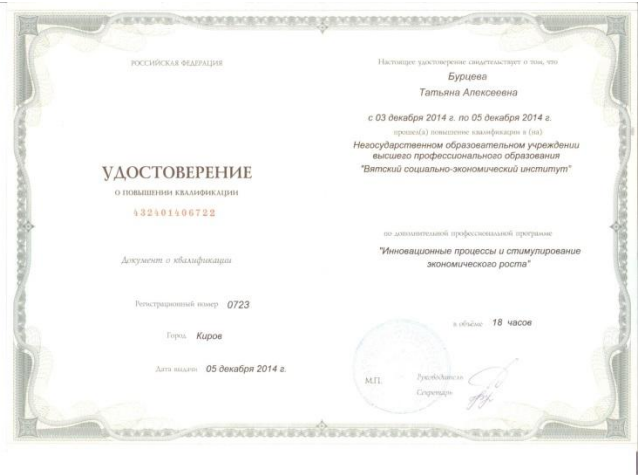 РОССИЙСКАЯ ФЕДЕРАЦИЯ
УДОСТОВЕРЕНИЕ
О ПОВЫШЕНИИ КВАЛИФИКАЦИИ
432401406722
Документ о квалификации
Регистрационный номер 0723
Город Киров
Дата выдачи 05 декабря 2014 г.
Настоящее удостоверение свидетельствует о том, что
Бурцева
Татьяна Алексеевна
с 03 декабря 2014 г. по 05 декабря 2014 г.
прошел(а) повышение квалификации в (на)
Негосударственном образовательном учреждении
высшего профессионального образования
"Вятский социально-экономический институт"
по дополнительной профессиональной программе
"Инновационные процессы и стимулирование
экономического роста"
в объёме 18 часов
М.П.
Руководитель
Секретарь